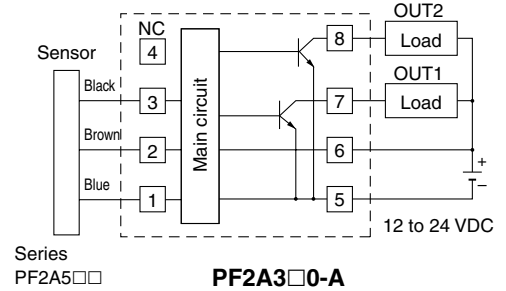 OUT2
NC
8
Load
4
Sensor
OUT1
Black
3
Main circuit
7
Load
Brown
2
6
+
Blue
1
5
−
12 to 24 VDC
Series
PF2A5□□
PF2A3□0-A